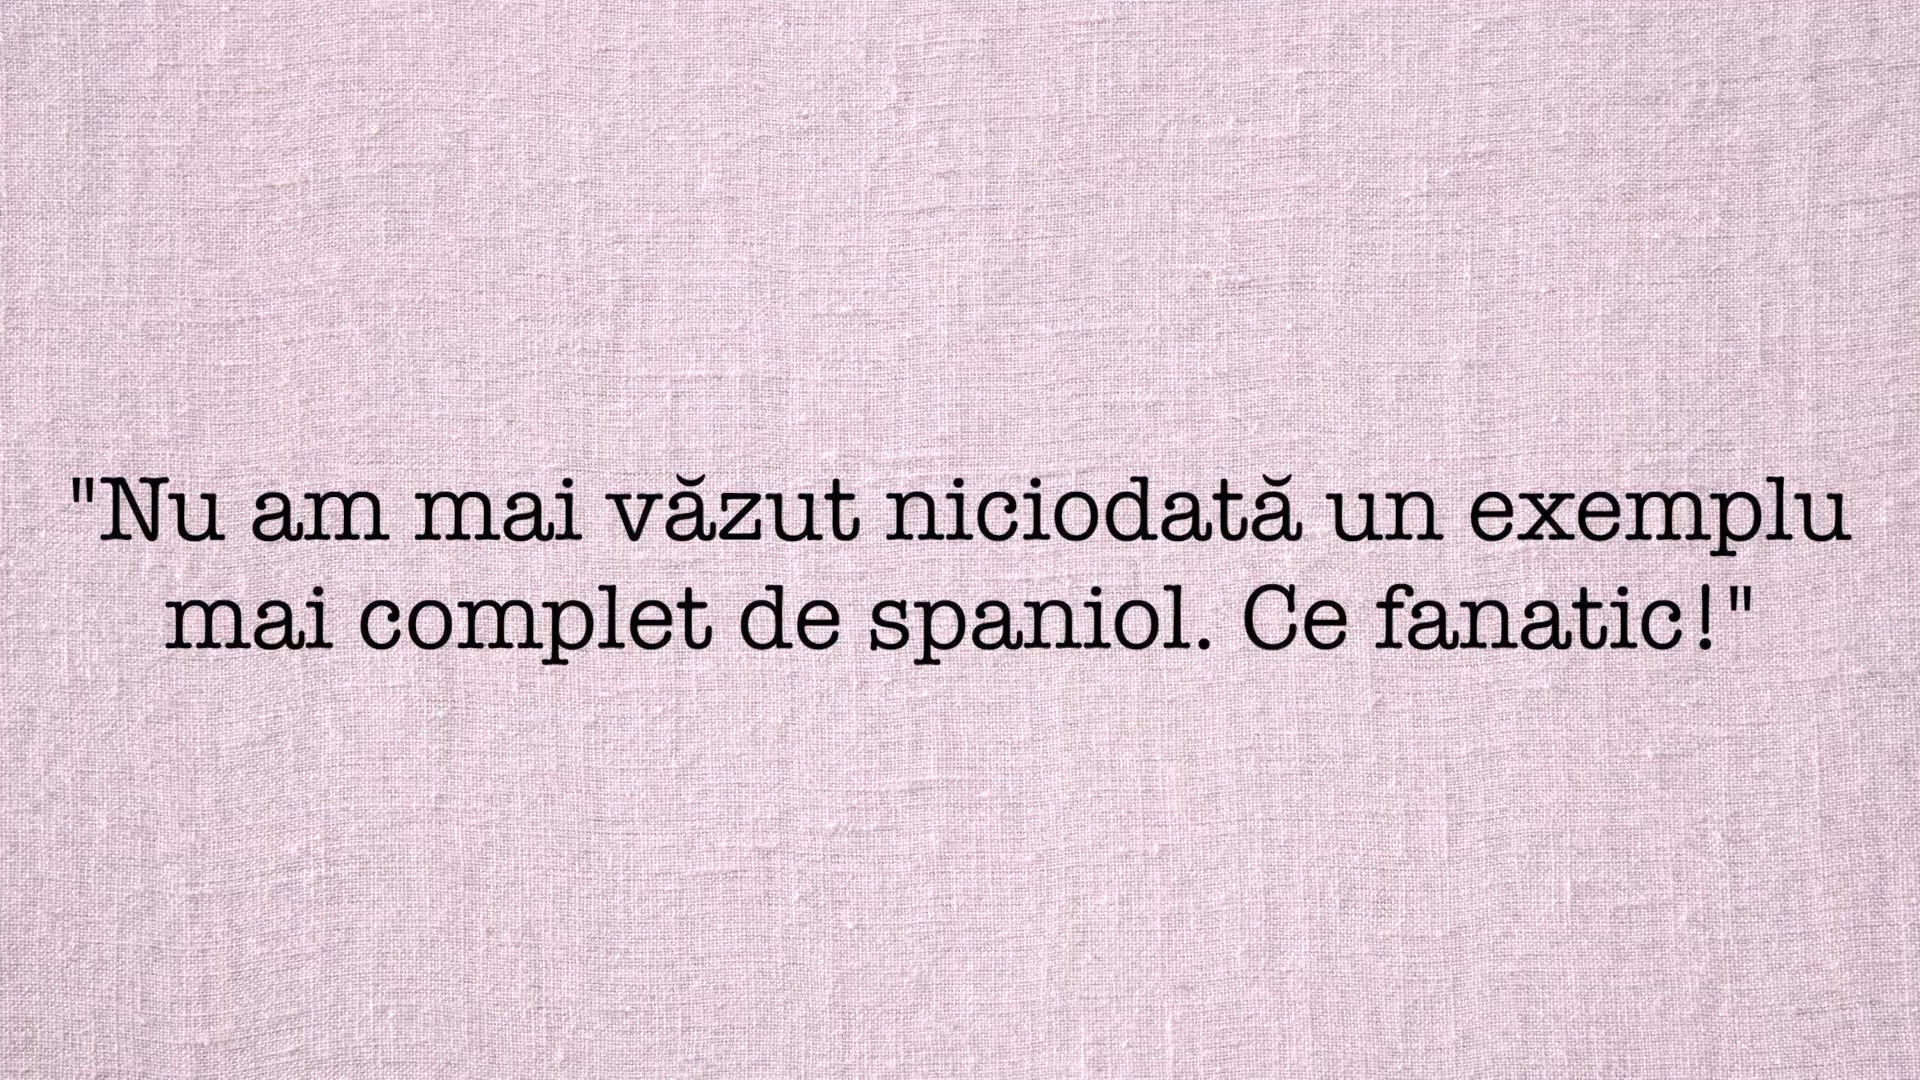 "Nu am mai văzut niciodată un exemplu
mai complet de spaniol. Ce fanatic!"